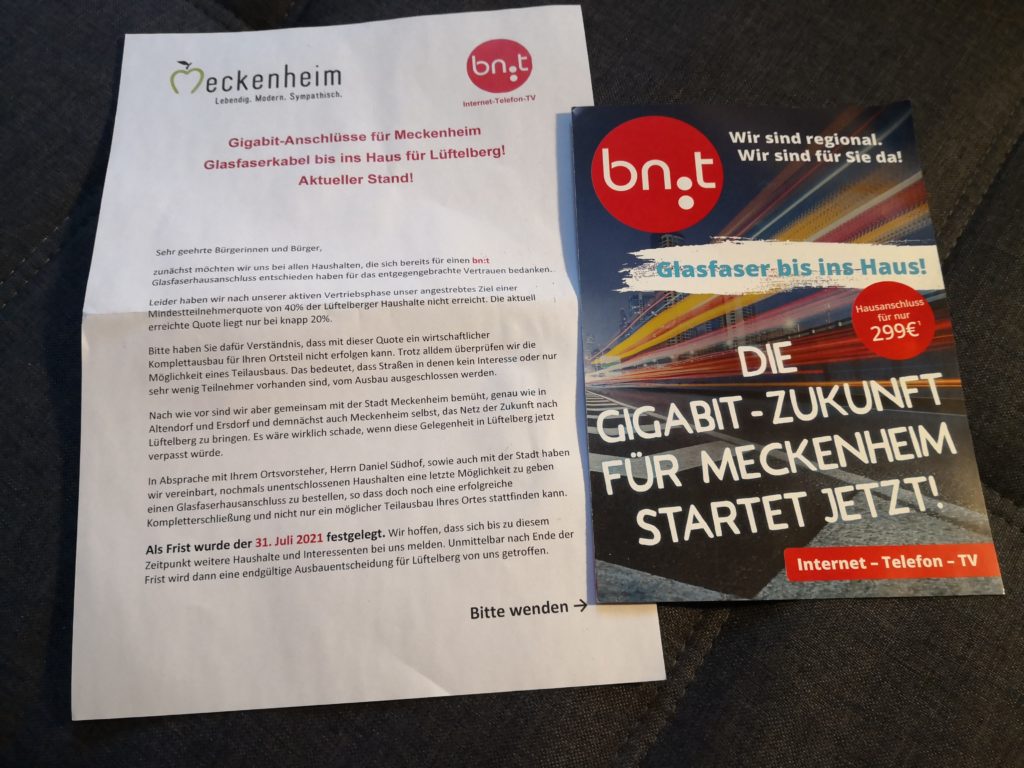 Meckenheim
Lebendig. Modern. Sympathisch.
bn:t
Internet-Telefon-TV
Gigabit-Anschlüsse für Meckenheim
Glasfaserkabel bis ins Haus für Lüftelberg!
Aktueller Stand!
Sehr geehrte Bürgerinnen und Bürger,
zunächst möchten wir uns bei allen Haushalten, die sich bereits für einen bn:t
Glasfaserhausanschluss entschieden haben für das entgegengebrachte Vertrauen bedanken.
Leider haben wir nach unserer aktiven Vertriebsphase unser angestrebtes Ziel einer
Mindestteilnehmerquote von 40% der Lüftelberger Haushalte nicht erreicht. Die aktuell
erreichte Quote liegt nur bei knapp 20%.
Bitte haben Sie dafür Verständnis, dass mit dieser Quote ein wirtschaftlicher
Komplettausbau für Ihren Ortsteil nicht erfolgen kann. Trotz alldem überprüfen wir die
Möglichkeit eines Teilausbaus. Das bedeutet, dass Straßen in denen kein Interesse oder nur
sehr wenig Teilnehmer vorhanden sind, vom Ausbau ausgeschlossen werden.
Nach wie vor sind wir aber gemeinsam mit der Stadt Meckenheim bemüht, genau wie in
Altendorf und Ersdorf und demnächst auch Meckenheim selbst, das Netz der Zukunft nach
Lüftelberg zu bringen. Es wäre wirklich schade, wenn diese Gelegenheit in Lüftelberg jetzt
verpasst würde.
In Absprache mit Ihrem Ortsvorsteher, Herrn Daniel Südhof, sowie auch mit der Stadt haben
wir vereinbart, nochmals unentschlossenen Haushalten eine letzte Möglichkeit zu geben
einen Glasfaserhausanschluss zu bestellen, so dass doch noch eine erfolgreiche
Kompletterschließung und nicht nur ein möglicher Teilausbau Ihres Ortes stattfinden kann.
Als Frist wurde der 31. Juli 2021 festgelegt. Wir hoffen, dass sich bis zu diesem
Zeitpunkt weitere Haushalte und Interessenten bei uns melden. Unmittelbar nach Ende der
Frist wird dann eine endgültige Ausbauentscheidung für Lüftelberg von uns getroffen.
Bitte wenden →
bn:t
Wir sind regional.
Wir sind für Sie da!
Glasfaser bis ins Haus!
Hausanschluss
für nur
299€¹
DIE
GIGABIT-ZUKUNFT
FÜR MECKENHEIM
STARTET JETZT!
Internet – Telefon – TV